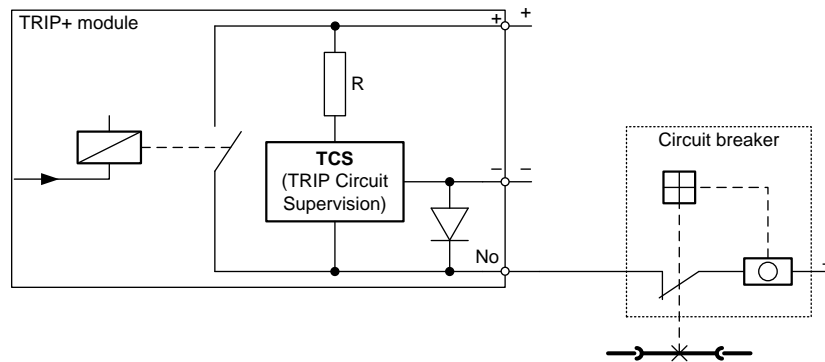 TRIP+ module
+ +
R
TCS
(TRIP Circuit
Supervision)
– –
No
Circuit breaker
-